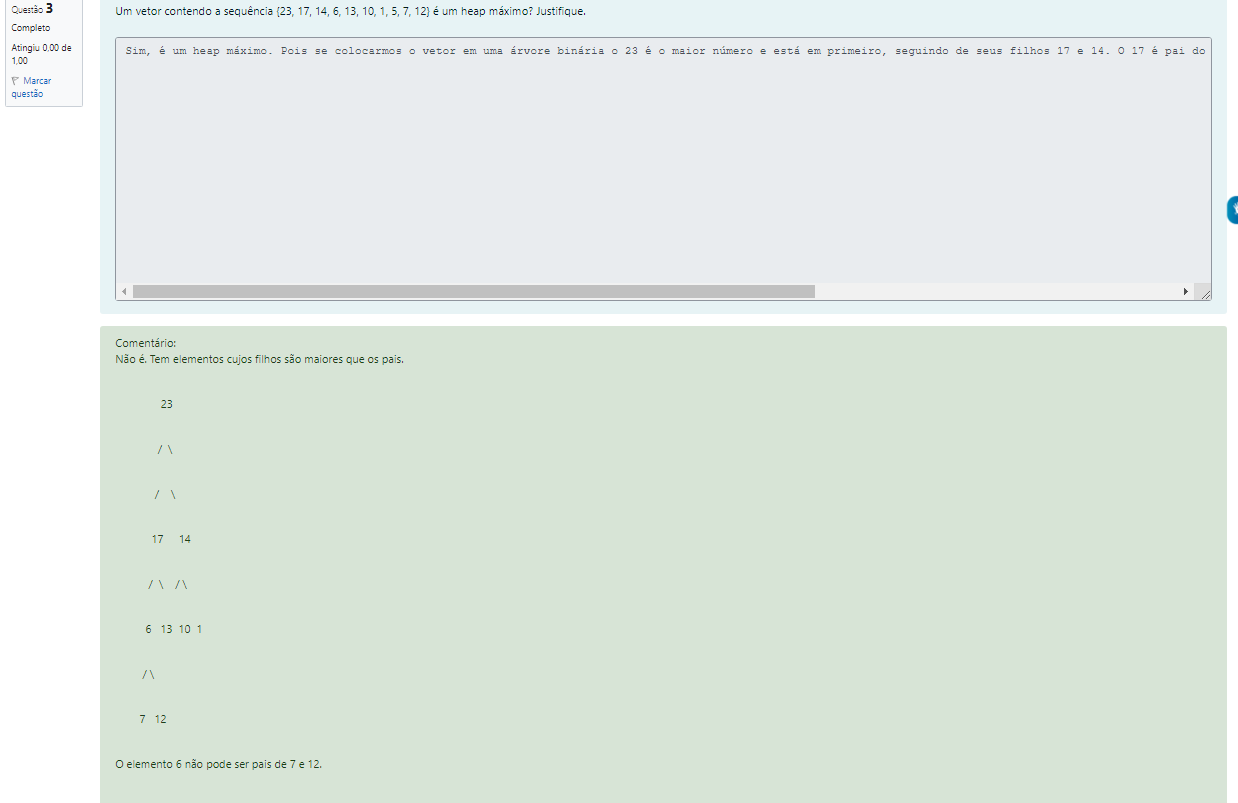 Questão 3
Completo
Atingiu 0,00 de
1,00
Marcar
questão
Um vetor contendo a sequência {23, 17, 14, 6, 13, 10, 1, 5, 7, 12} é um heap máximo? Justifique.
Sim, é um heap máximo. Pois se colocarmos o vetor em uma árvore binária o 23 é o maior número e está em primeiro, seguindo de seus filhos 17 e 14. O 17 é pai do
Comentário:
Não é. Tem elementos cujos filhos são maiores que os pais.
23
/ \
/ \
17 14
/ \ / \
6 13 10 1
/ \
7 12
O elemento 6 não pode ser pais de 7 e 12.